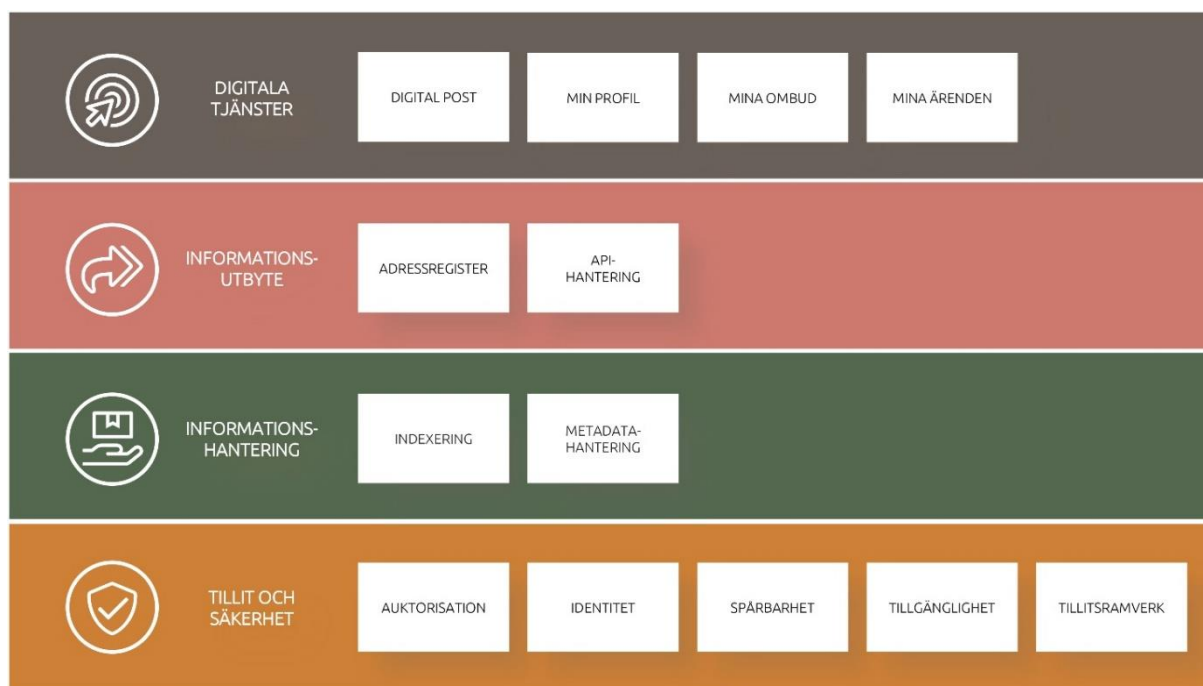 DIGITALA
TJÄNSTER
DIGITAL POST
MIN PROFIL
MINA OMBUD
MINA ÄRENDEN
INFORMATIONS-
UTBYTE
ADRESSREGISTER
API-
HANTERING
INFORMATIONS-
HANTERING
INDEXERING
METADATA-
HANTERING
TILLIT OCH
SÄKERHET
AUKTORISATION
IDENTITET
SPÅRBARHET
TILLGÄNGLIGHET
TILLITSRAMVERK